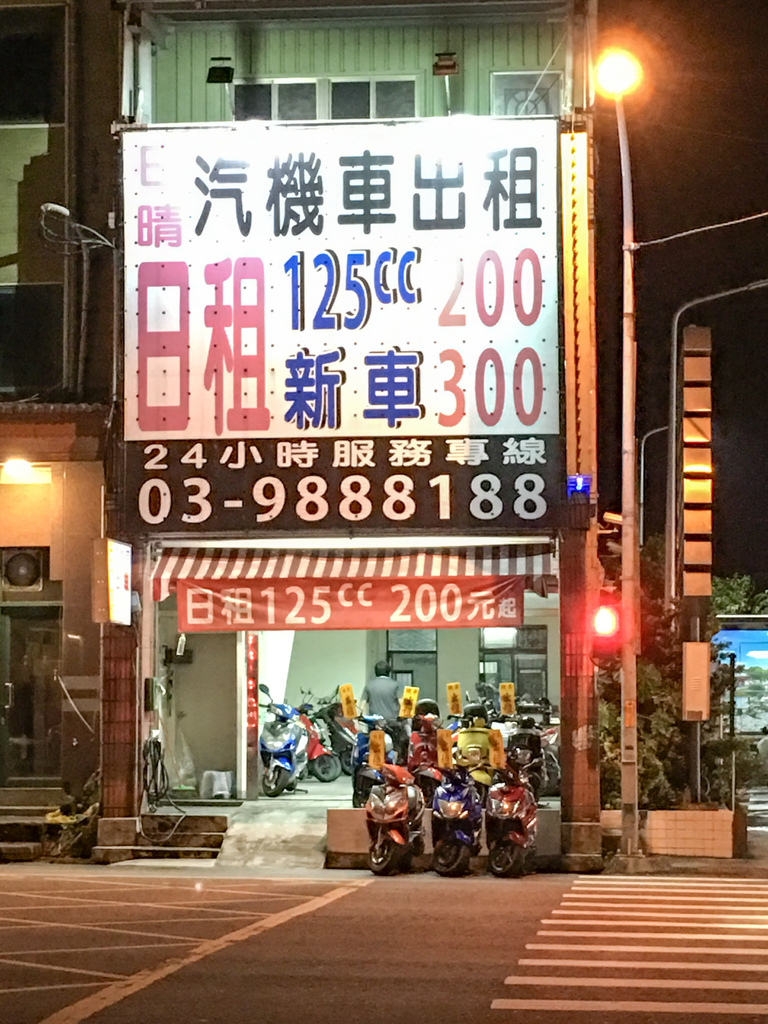 日晴
汽機車出租
日租
125cc 200
新車 300
24小時服務專線
03-9888188
日租125cc 200元起